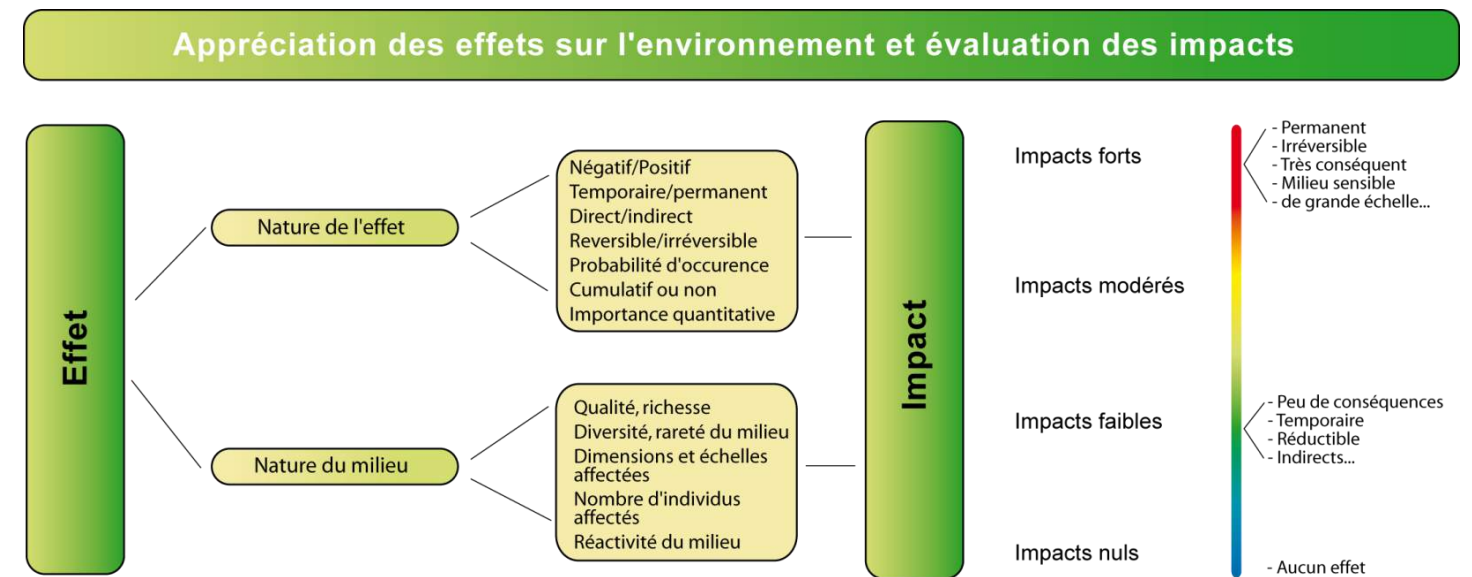 Appréciation des effets sur l'environnement et évaluation des impacts
Effet
Nature de l'effet
Négatif/Positif
Temporaire/permanent
Direct/indirect
Reversible/irréversible
Probabilité d'occurence
Cumulatif ou non
Importance quantitative
Nature du milieu
Qualité, richesse
Diversité, rareté du milieu
Dimensions et échelles
affectées
Nombre d'individus
affectés
Réactivité du milieu
Impact
Impacts forts
- Permanent
- Irréversible
- Très conséquent
- Milieu sensible
- de grande échelle...
Impacts modérés
Impacts faibles
- Peu de conséquences
- Temporaire
- Réductible
- Indirects...
Impacts nuls
- Aucun effet